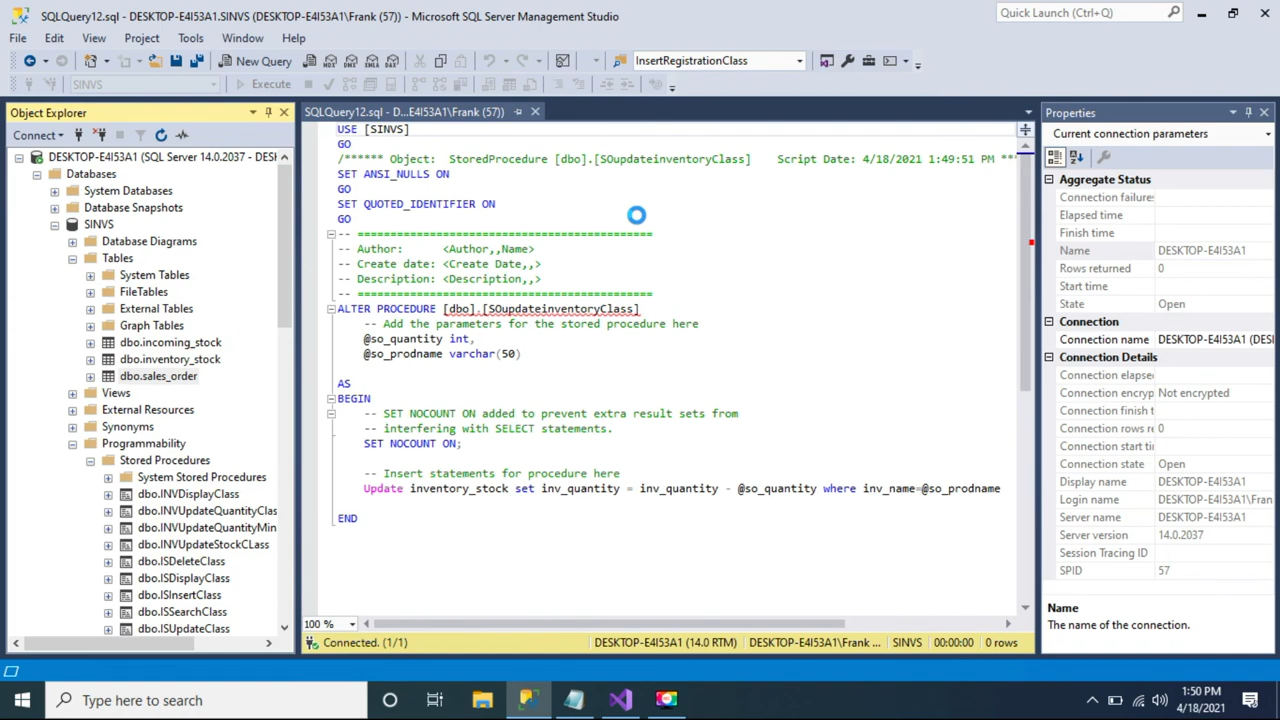 SQLQuery12.sql - DESKTOP-E4I53A1.SINVS (DESKTOP-E4I53A1\Frank (57)) - Microsoft SQL Server Management Studio
Quick Launch (Ctrl+Q)
File Edit View Project Tools Window Help
New Query
MDX DMX XMLA DAX
InsertRegistrationClass
SINVS
Execute
Object Explorer
Connect
DESKTOP-E4I53A1 (SQL Server 14.0.2037 - DESK
Databases
System Databases
Database Snapshots
SINVS
Database Diagrams
Tables
System Tables
FileTables
External Tables
Graph Tables
dbo.incoming_stock
dbo.inventory_stock
dbo.sales_order
Views
External Resources
Synonyms
Programmability
Stored Procedures
System Stored Procedures
dbo.INVDisplayClass
dbo.INVUpdateQuantityClas
dbo.INVUpdateQuantityMin
dbo.INVUpdateStockCLass
dbo.ISDeleteClass
dbo.ISDisplayClass
dbo.ISInsertClass
dbo.ISSearchClass
dbo.ISUpdateClass
SQLQuery12.sql - D...E4I53A1\Frank (57))
USE [SINVS]
GO
/****** Object:  StoredProcedure [dbo].[SOupdateinventoryClass]    Script Date: 4/18/2021 1:49:51 PM ***
SET ANSI_NULLS ON
GO
SET QUOTED_IDENTIFIER ON
GO
-- =============================================
-- Author:      <Author,,Name>
-- Create date: <Create Date,,>
-- Description: <Description,,>
-- =============================================
ALTER PROCEDURE [dbo].[SOupdateinventoryClass]
-- Add the parameters for the stored procedure here
@so_quantity int,
@so_prodname varchar(50)
AS
BEGIN
-- SET NOCOUNT ON added to prevent extra result sets from
-- interfering with SELECT statements.
SET NOCOUNT ON;
-- Insert statements for procedure here
Update inventory_stock set inv_quantity = inv_quantity - @so_quantity where inv_name=@so_prodname
END
100 %
Connected. (1/1)
DESKTOP-E4I53A1 (14.0 RTM) DESKTOP-E4I53A1\Frank ... SINVS 00:00:00 0 rows
Properties
Current connection parameters
Aggregate Status
Connection failures
Elapsed time
Finish time
Name DESKTOP-E4I53A1
Rows returned 0
Start time
State Open
Connection
Connection name DESKTOP-E4I53A1 (DES
Connection Details
Connection elapsed
Connection encryp Not encrypted
Connection finish t
Connection rows re 0
Connection start tir
Connection state Open
Display name DESKTOP-E4I53A1
Login name DESKTOP-E4I53A1\Fran
Server name DESKTOP-E4I53A1
Server version 14.0.2037
Session Tracing ID
SPID 57
Name
The name of the connection.
Type here to search
1:50 PM
4/18/2021